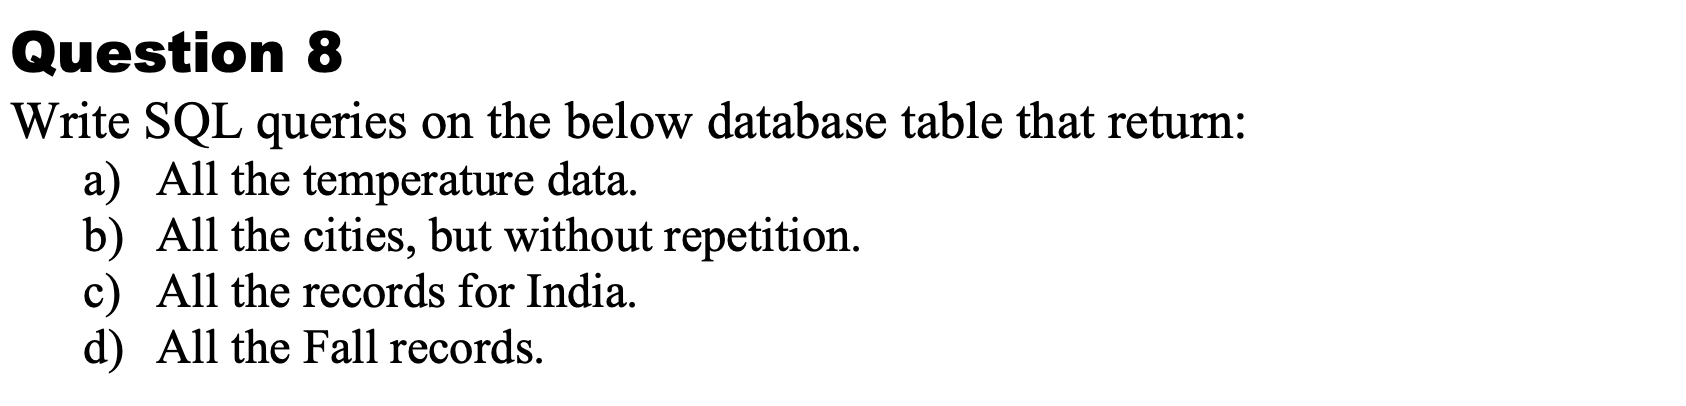 Question 8
Write SQL queries on the below database table that return:
a) All the temperature data.
b) All the cities, but without repetition.
c) All the records for India.
d) All the Fall records.